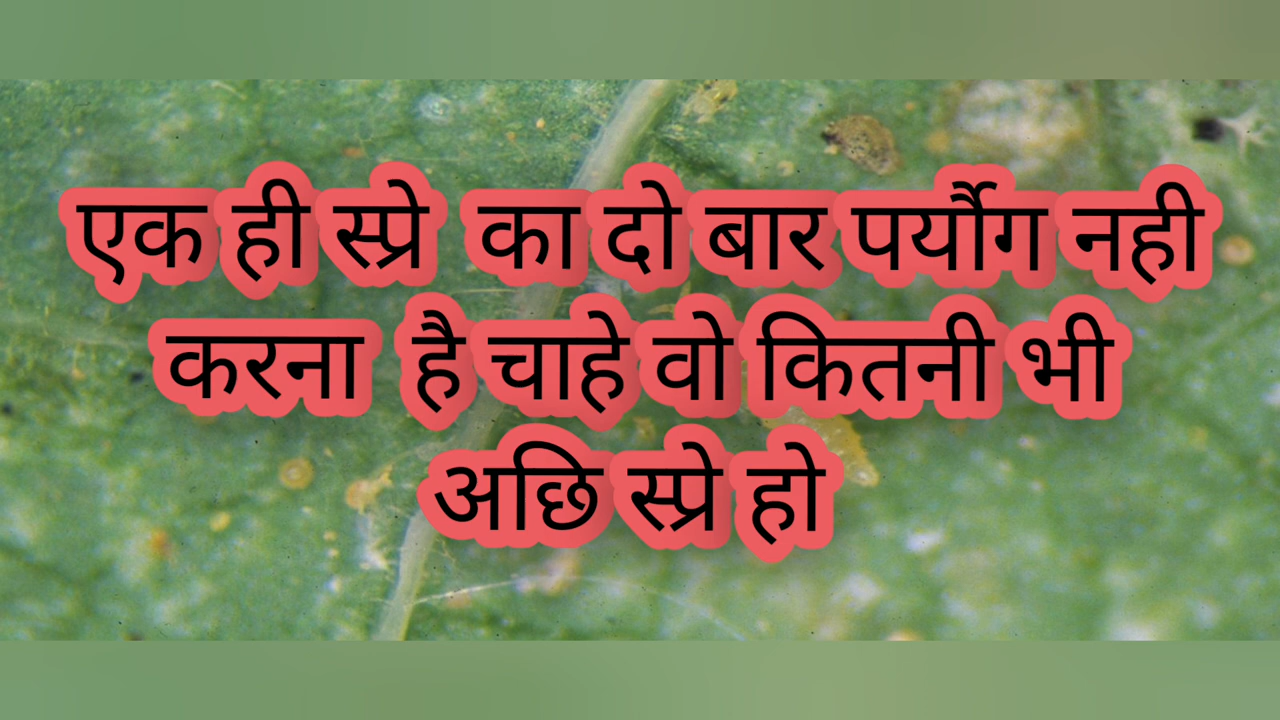 एक ही स्प्रे का दो बार पर्यौग नही
करना है चाहे वो कितनी भी
अछि स्प्रे हो